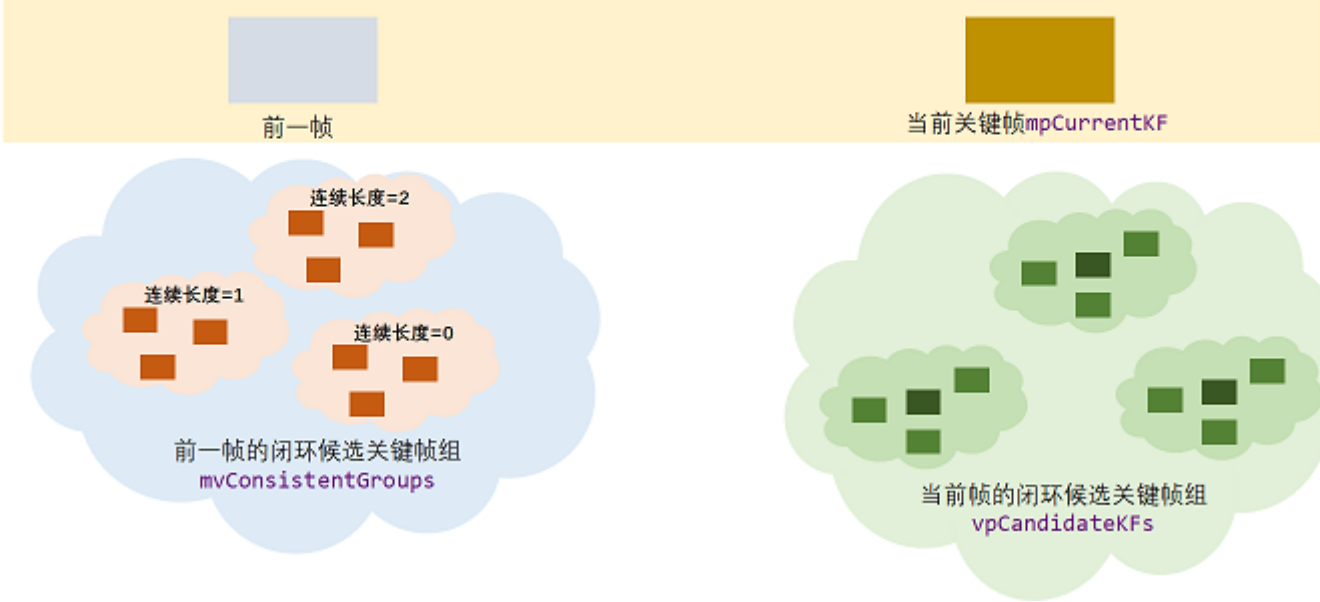 前一帧
当前关键帧mpCurrentKF
连续长度=2
连续长度=1
连续长度=0
前一帧的闭环候选关键帧组
mvConsistentGroups
当前帧的闭环候选关键帧组
vpCandidateKFs